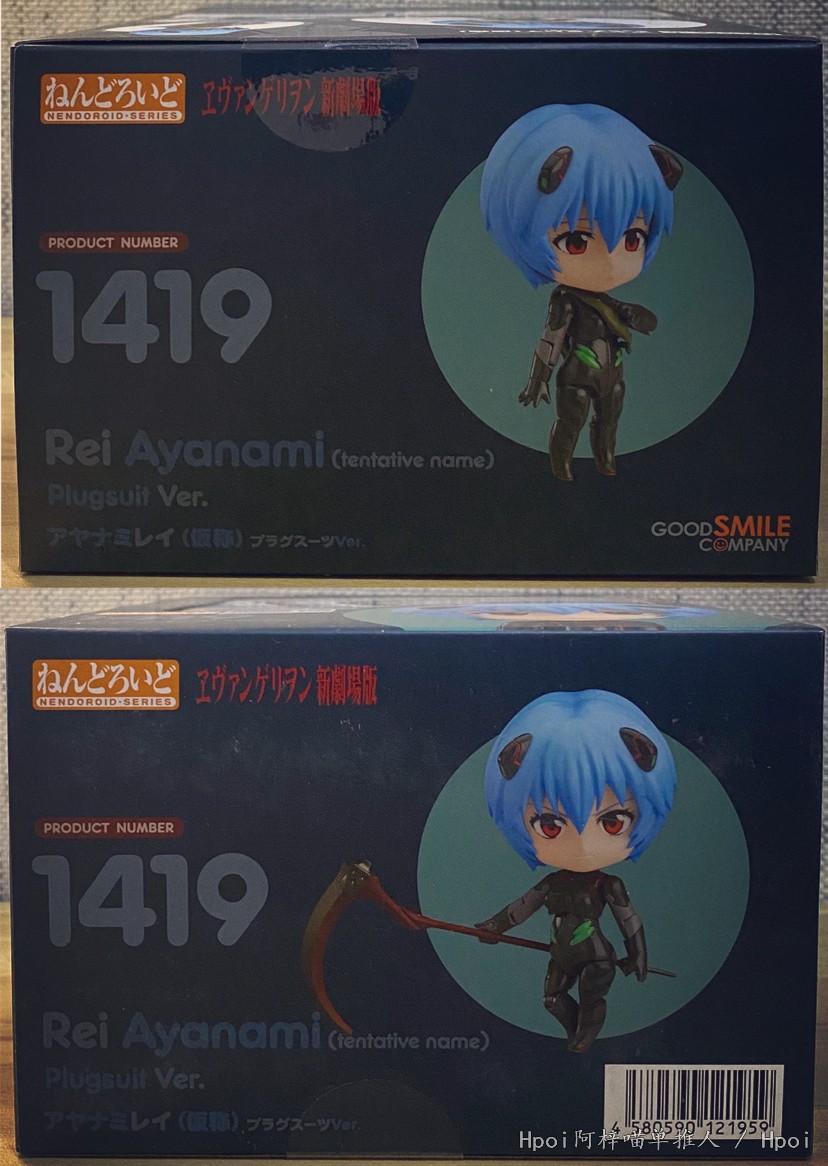 ねんどろいど
NENDOROID・SERIES
ヱヴァンゲリヲン 新劇場版
PRODUCT NUMBER
1419
Rei Ayanami (tentative name)
Plugsuit Ver.
アヤナミレイ（仮称）プラグスーツVer.
GOOD SMILE
COMPANY
ねんどろいど
NENDOROID・SERIES
ヱヴァンゲリヲン 新劇場版
PRODUCT NUMBER
1419
Rei Ayanami (tentative name)
Plugsuit Ver.
アヤナミレイ（仮称）プラグスーツVer.
4 580590 121959
Hpoi阿梓喵单推人 / Hpoi